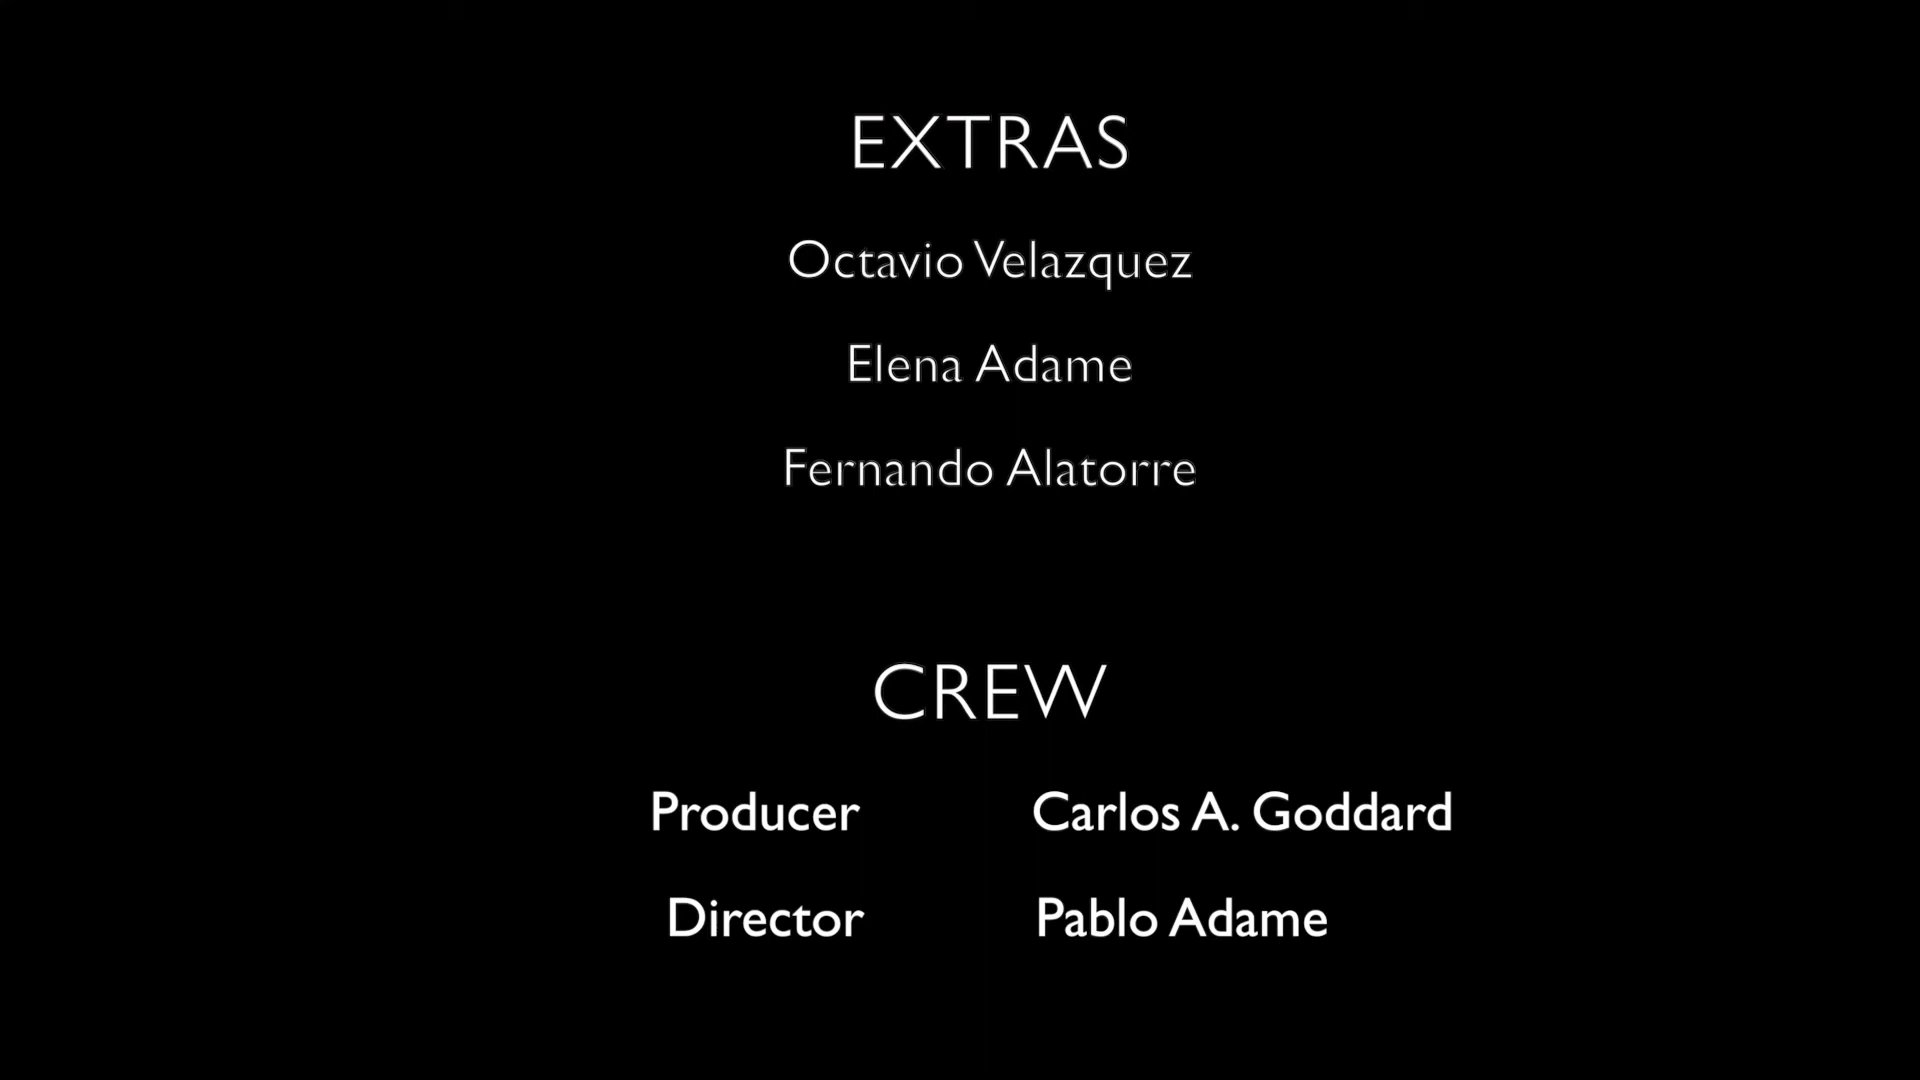 EXTRAS
Octavio Velazquez
Elena Adame
Fernando Alatorre
CREW
Producer Carlos A. Goddard
Director Pablo Adame